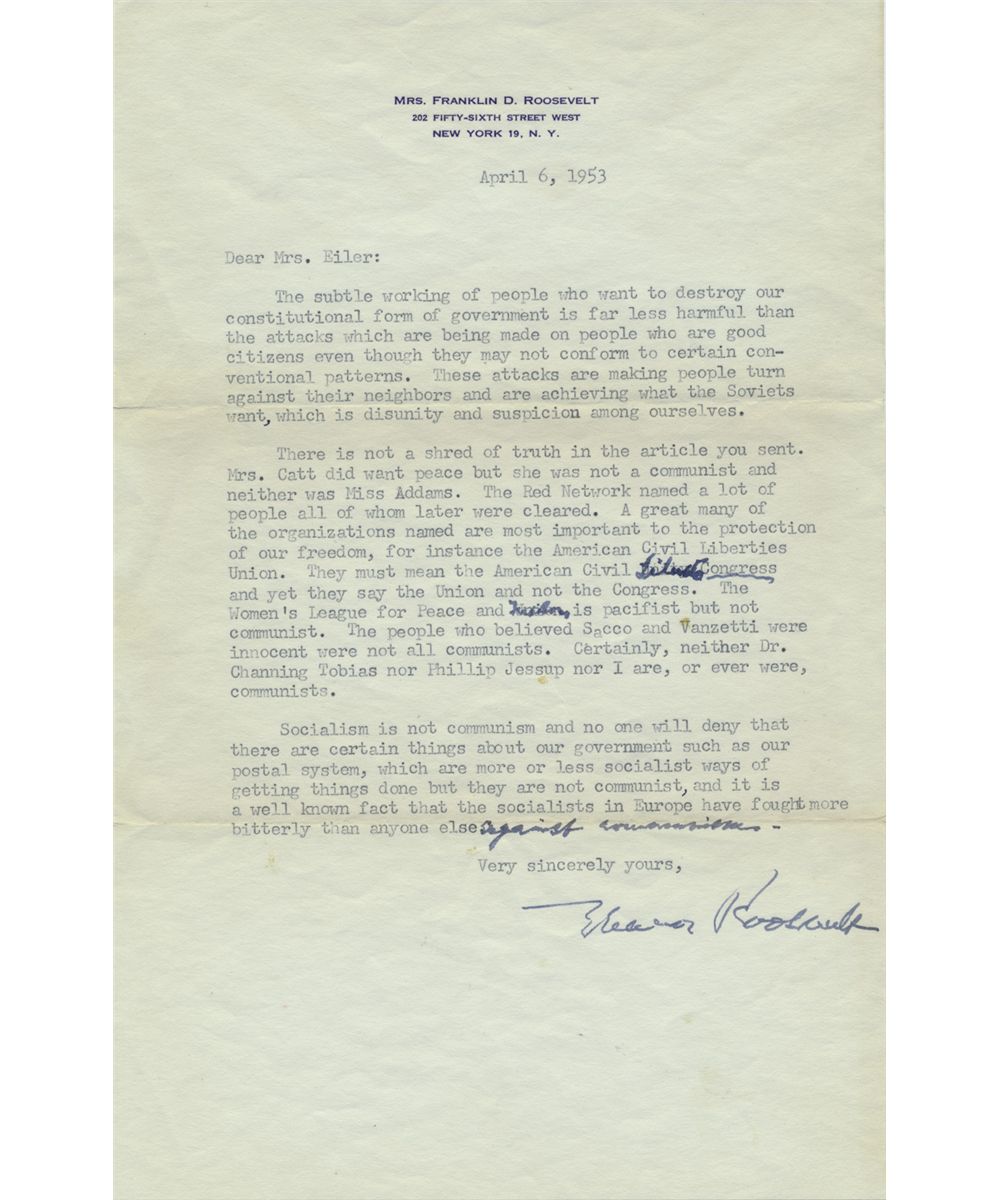 MRS. FRANKLIN D. ROOSEVELT
202 FIFTY-SIXTH STREET WEST
NEW YORK 19, N. Y.
April 6, 1953
Dear Mrs. Eiler:
The subtle working of people who want to destroy our
constitutional form of government is far less harmful than
the attacks which are being made on people who are good
citizens even though they may not conform to certain con-
ventional patterns. These attacks are making people turn
against their neighbors and are achieving what the Soviets
want, which is disunity and suspicion among ourselves.
There is not a shred of truth in the article you sent.
Mrs. Catt did want peace but she was not a communist and
neither was Miss Addams. The Red Network named a lot of
people all of whom later were cleared. A great many of
the organizations named are most important to the protection
of our freedom, for instance the American Civil Liberties
Union. They must mean the American Civil Congress
and yet they say the Union and not the Congress. The
Women's League for Peace and is pacifist but not
communist. The people who believed Sacco and Vanzetti were
innocent were not all communists. Certainly, neither Dr.
Channing Tobias nor Phillip Jessup nor I are, or ever were,
communists.
Socialism is not communism and no one will deny that
there are certain things about our government such as our
postal system, which are more or less socialist ways of
getting things done but they are not communist, and it is
a well known fact that the socialists in Europe have fought more
bitterly than anyone else against communism.
Very sincerely yours,
Eleanor Roosevelt